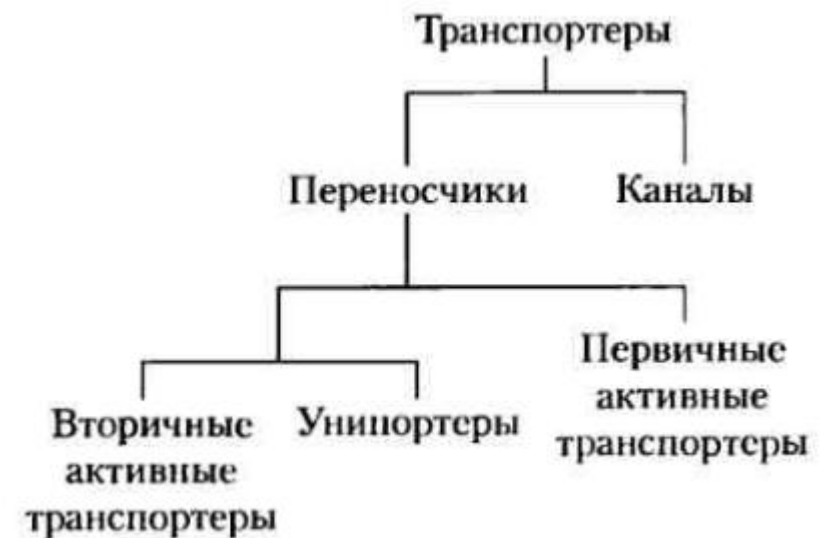 Транспортеры
Переносчики
Каналы
Первичные
активные
транспортеры
Вторичные
активные
транспортеры
Унипортеры